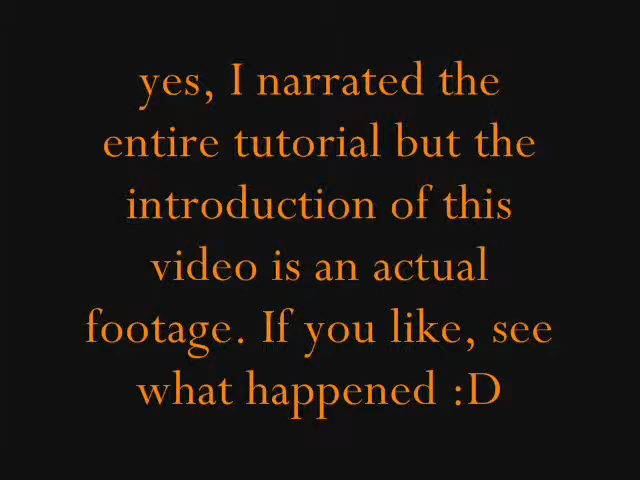 yes, I narrated the
entire tutorial but the
introduction of this
video is an actual
footage. If you like, see
what happened :D